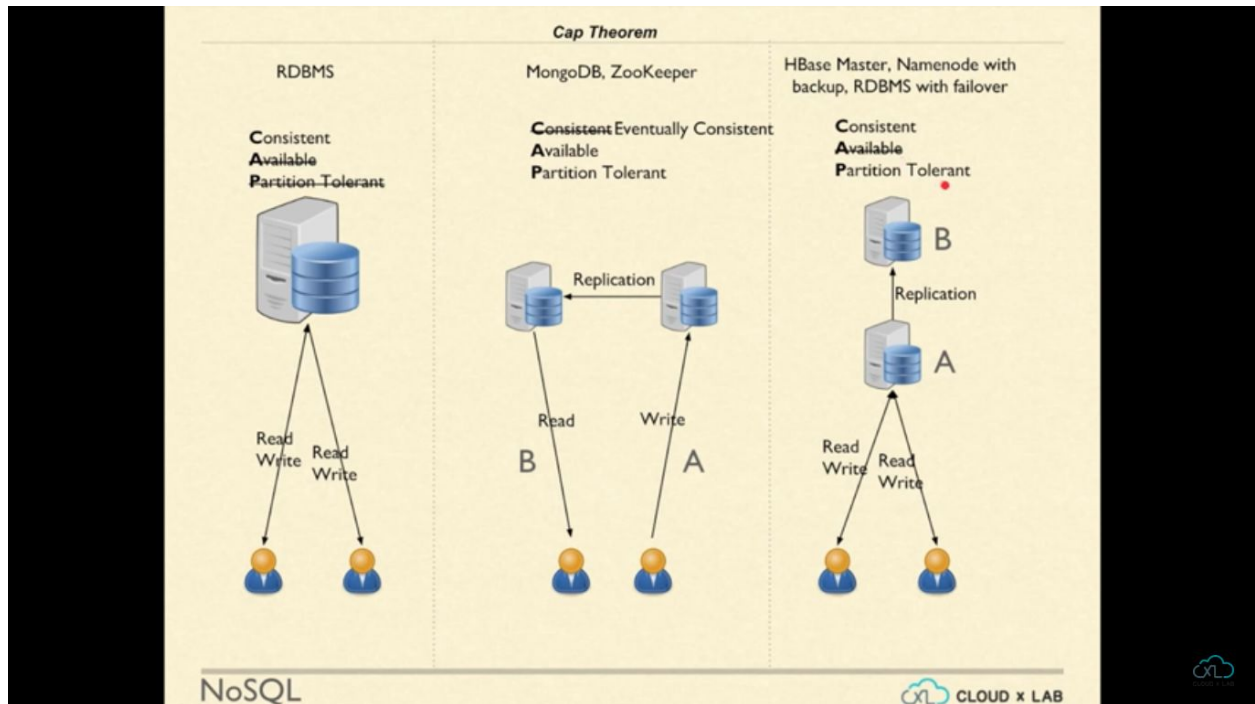 Cap Theorem
RDBMS
Consistent
Available
Partition Tolerant
Read
Write
Read
Write
MongoDB, ZooKeeper
Consistent Eventually Consistent
Available
Partition Tolerant
Replication
Read
Write
B
A
HBase Master, Namenode with
backup, RDBMS with failover
Consistent
Available
Partition Tolerant
B
Replication
A
Read
Write
Read
Write
NoSQL
CLOUD x LAB
CLOUD x LAB